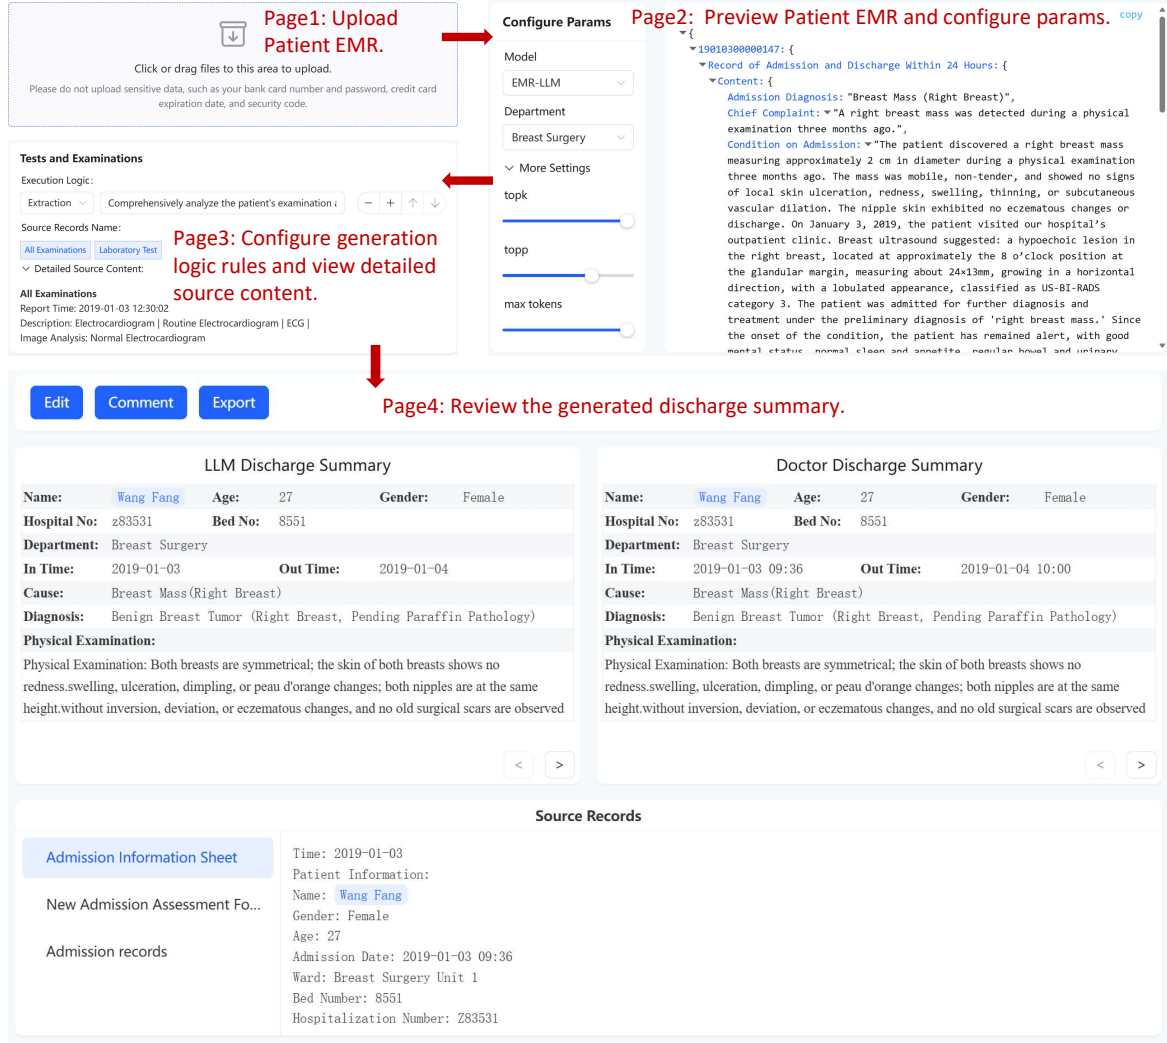 Page1: Upload
Patient EMR.
Click or drag files to this area to upload.
Please do not upload sensitive data, such as your bank card number and password, credit card
expiration date, and security code.
Configure Params
Model
EMR-LLM
Department
Breast Surgery
More Settings
topk
topp
max tokens
Page2: Preview Patient EMR and configure params.
copy
{
19010300000147: {
Record of Admission and Discharge Within 24 Hours: {
Content: {
Admission Diagnosis: "Breast Mass (Right Breast)",
Chief Complaint: "A right breast mass was detected during a physical
examination three months ago.",
Condition on Admission: "The patient discovered a right breast mass
measuring approximately 2 cm in diameter during a physical examination
three months ago. The mass was mobile, non-tender, and showed no signs
of local skin ulceration, redness, swelling, thinning, or subcutaneous
vascular dilation. The nipple skin exhibited no eczematous changes or
discharge. On January 3, 2019, the patient visited our hospital's
outpatient clinic. Breast ultrasound suggested: a hypoechoic lesion in
the right breast, located at approximately the 8 o'clock position at
the glandular margin, measuring about 24×13mm, growing in a horizontal
direction, with a lobulated appearance, classified as US-BI-RADS
category 3. The patient was admitted for further diagnosis and
treatment under the preliminary diagnosis of 'right breast mass.' Since
the onset of the condition, the patient has remained alert, with good
mental status, normal sleep and appetite, regular bowel and urinary
Tests and Examinations
Execution Logic:
Extraction
Comprehensively analyze the patient's examination a
− + ↑ ↓
Source Records Name:
All Examinations Laboratory Test
Detailed Source Content:
Page3: Configure generation
logic rules and view detailed
source content.
All Examinations
Report Time: 2019-01-03 12:30:02
Description: Electrocardiogram | Routine Electrocardiogram | ECG |
Image Analysis: Normal Electrocardiogram
Edit Comment Export
Page4: Review the generated discharge summary.
LLM Discharge Summary
Name: Wang Fang Age: 27 Gender: Female
Hospital No: z83531 Bed No: 8551
Department: Breast Surgery
In Time: 2019-01-03 Out Time: 2019-01-04
Cause: Breast Mass(Right Breast)
Diagnosis: Benign Breast Tumor (Right Breast, Pending Paraffin Pathology)
Physical Examination:
Physical Examination: Both breasts are symmetrical; the skin of both breasts shows no
redness.swelling, ulceration, dimpling, or peau d'orange changes; both nipples are at the same
height.without inversion, deviation, or eczematous changes, and no old surgical scars are observed
< >
Doctor Discharge Summary
Name: Wang Fang Age: 27 Gender: Female
Hospital No: z83531 Bed No: 8551
Department: Breast Surgery
In Time: 2019-01-03 09:36 Out Time: 2019-01-04 10:00
Cause: Breast Mass(Right Breast)
Diagnosis: Benign Breast Tumor (Right Breast, Pending Paraffin Pathology)
Physical Examination:
Physical Examination: Both breasts are symmetrical; the skin of both breasts shows no
redness.swelling, ulceration, dimpling, or peau d'orange changes; both nipples are at the same
height.without inversion, deviation, or eczematous changes, and no old surgical scars are observed
< >
Source Records
Admission Information Sheet
New Admission Assessment Fo...
Admission records
Time: 2019-01-03
Patient Information:
Name: Wang Fang
Gender: Female
Age: 27
Admission Date: 2019-01-03 09:36
Ward: Breast Surgery Unit 1
Bed Number: 8551
Hospitalization Number: Z83531